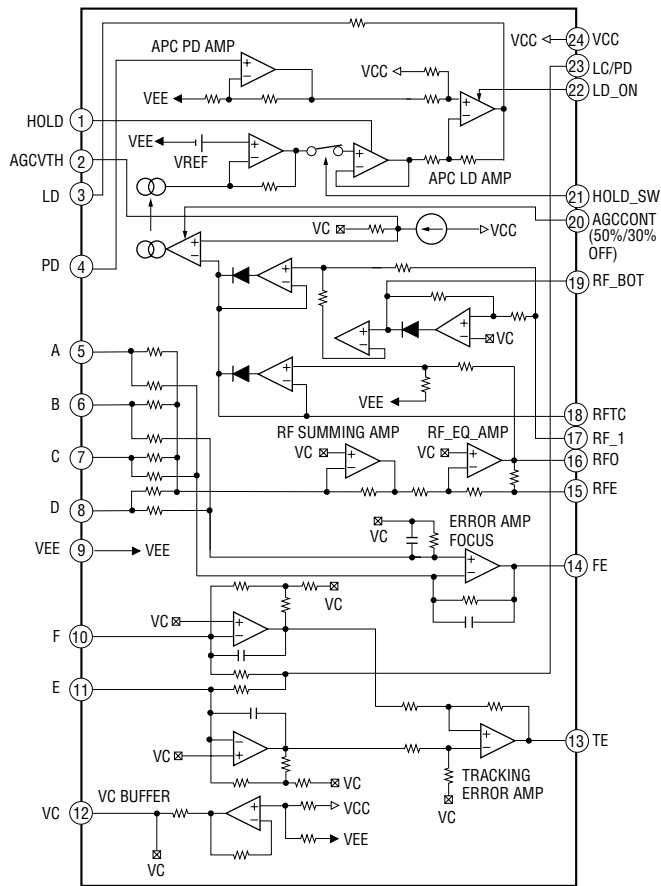 APC PD AMP
VCC
24
VCC
23
LC/PD
VCC
22
LD_ON
VEE
HOLD
1
VEE
VREF
AGCVTH
2
APC LD AMP
LD
3
21
HOLD_SW
20
AGCCONT
(50%/30%
OFF)
VC
VCC
PD
4
19
RF_BOT
VC
A
5
B
6
VEE
18
RFTC
RF SUMMING AMP
RF_EQ_AMP
17
RF_1
VC
VC
C
7
16
RFO
D
8
15
RFE
VC
ERROR AMP
FOCUS
VEE
9
VEE
14
FE
VC
VC
F
10
E
11
VC
13
TE
VC
TRACKING
ERROR AMP
VC
VC BUFFER
VCC
VC
12
VEE
VC